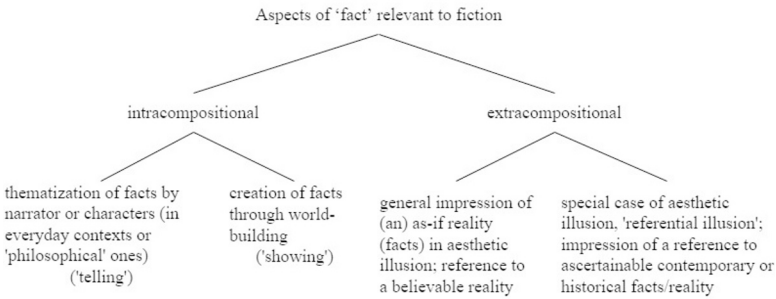 Aspects of ‘fact’ relevant to fiction
intracompositional
extracompositional
thematization of facts by
narrator or characters (in
everyday contexts or
'philosophical' ones)
('telling')
creation of facts
through world-
building
('showing')
general impression of
(an) as-if reality
(facts) in aesthetic
illusion; reference to
a believable reality
special case of aesthetic
illusion, 'referential illusion';
impression of a reference to
ascertainable contemporary or
historical facts/reality